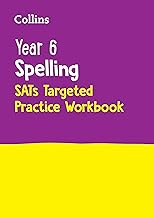 Collins
Year 6
Spelling
SATs Targeted
Practice Workbook